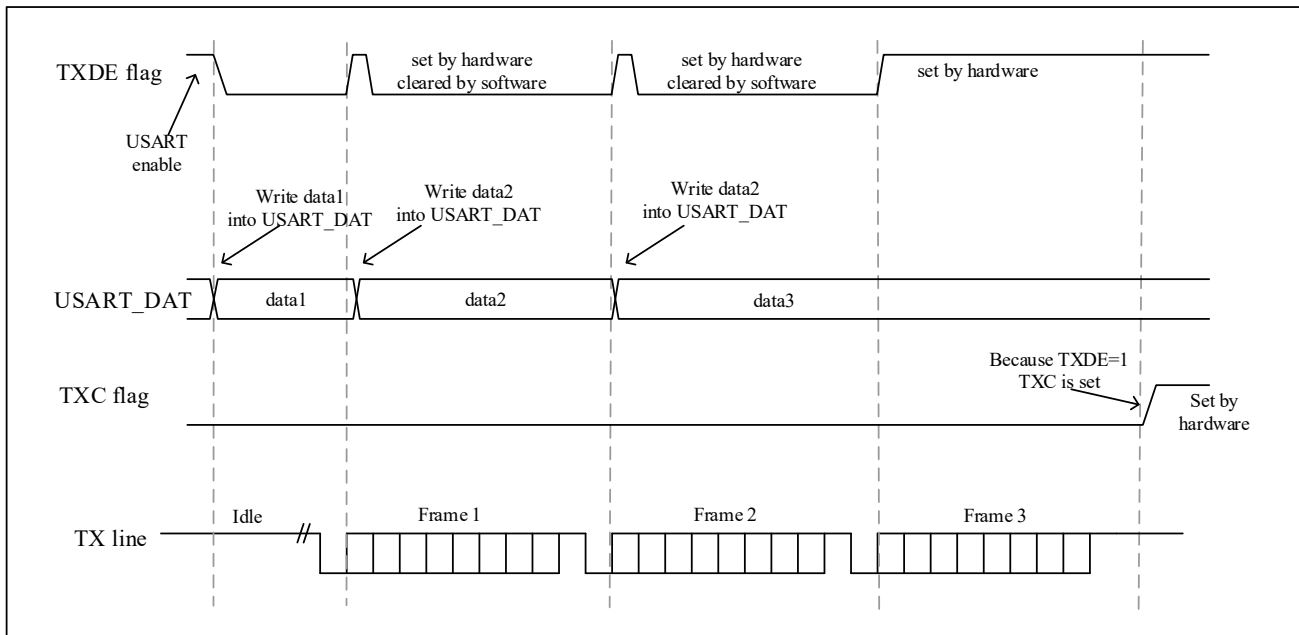 TXDE flag
set by hardware
cleared by software
set by hardware
cleared by software
set by hardware
USART
enable
Write data1
into USART_DAT
Write data2
into USART_DAT
Write data2
into USART_DAT
USART_DAT
data1
data2
data3
Because TXDE=1
TXC is set
TXC flag
Set by
hardware
Idle
Frame 1
Frame 2
Frame 3
TX line